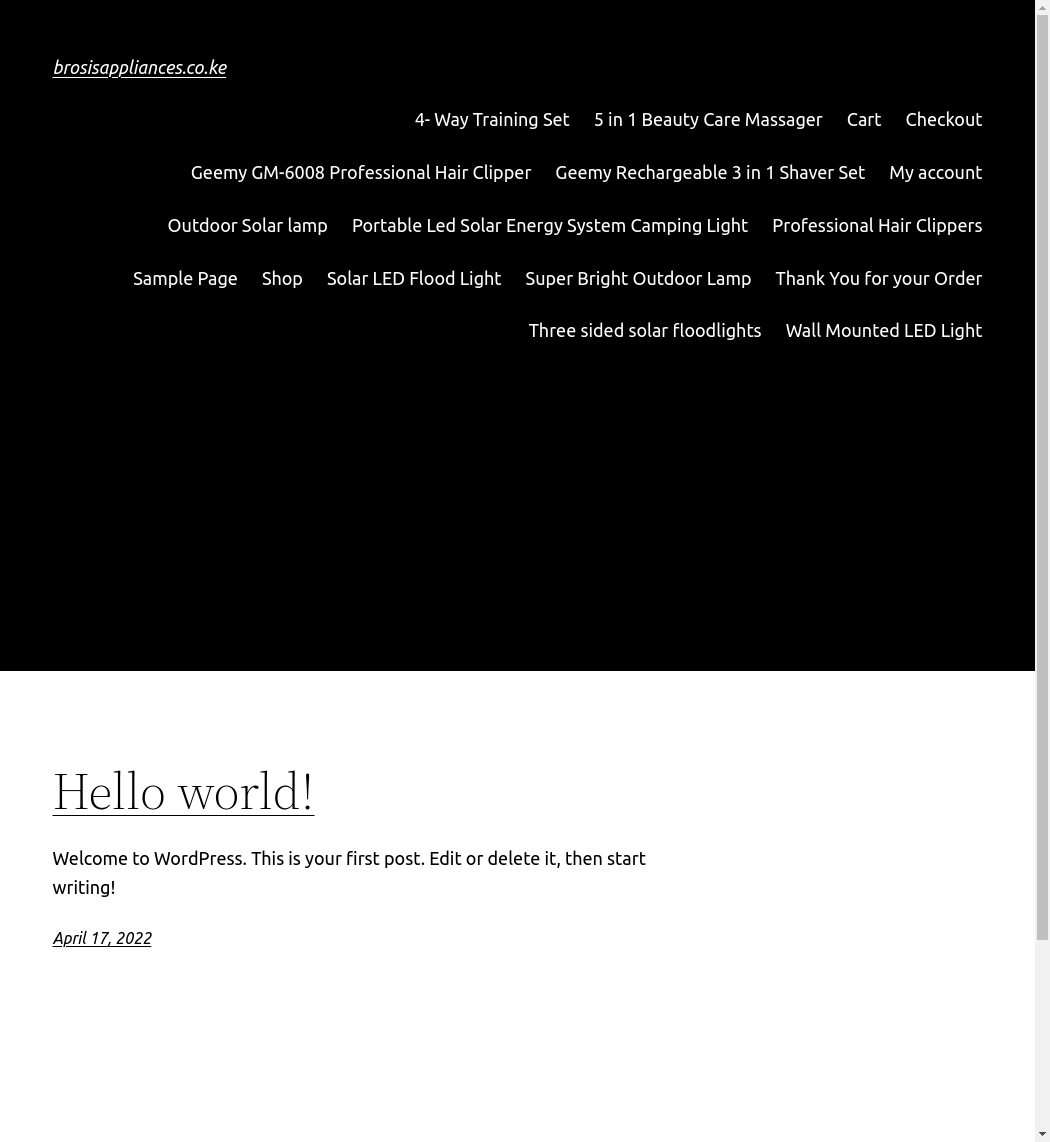 brosisappliances.co.ke
4- Way Training Set 5 in 1 Beauty Care Massager Cart Checkout
Geemy GM-6008 Professional Hair Clipper Geemy Rechargeable 3 in 1 Shaver Set My account
Outdoor Solar lamp Portable Led Solar Energy System Camping Light Professional Hair Clippers
Sample Page Shop Solar LED Flood Light Super Bright Outdoor Lamp Thank You for your Order
Three sided solar floodlights Wall Mounted LED Light
Hello world!
Welcome to WordPress. This is your first post. Edit or delete it, then start
writing!
April 17, 2022